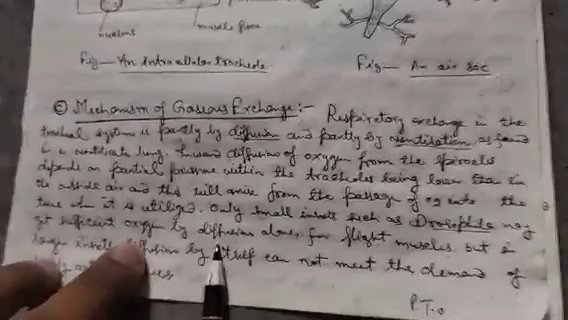 nucleus
muscle fibre
Fig — An Intracellular tracheole
Fig — An air sac
© Mechanism of Gaseous Exchange :- Respiratory exchange in the
tracheal system is partly by diffusion and partly by ventilation as found
in a vertebrate lung. Inward diffusion of oxygen from the spiracles
depends on partial pressure within the tracheoles being lower than in
the outside air and this will arise from the passage of O2 into the
tissue when it is utilized. Only small insects such as Drosophila may
get sufficient oxygen by diffusion alone, for flight muscles. but in
larger insects diffusion by itself can not meet the demand of
P.T.O